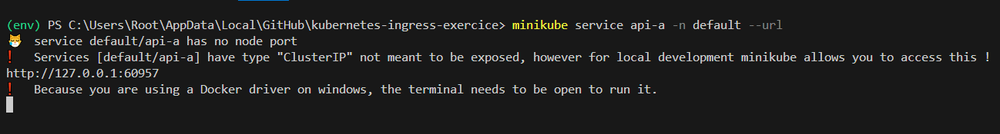 (env) PS C:\Users\Root\AppData\Local\GitHub\kubernetes-ingress-exercice> minikube service api-a -n default --url
😿 service default/api-a has no node port
❗ Services [default/api-a] have type "ClusterIP" not meant to be exposed, however for local development minikube allows you to access this !
http://127.0.0.1:60957
❗ Because you are using a Docker driver on windows, the terminal needs to be open to run it.